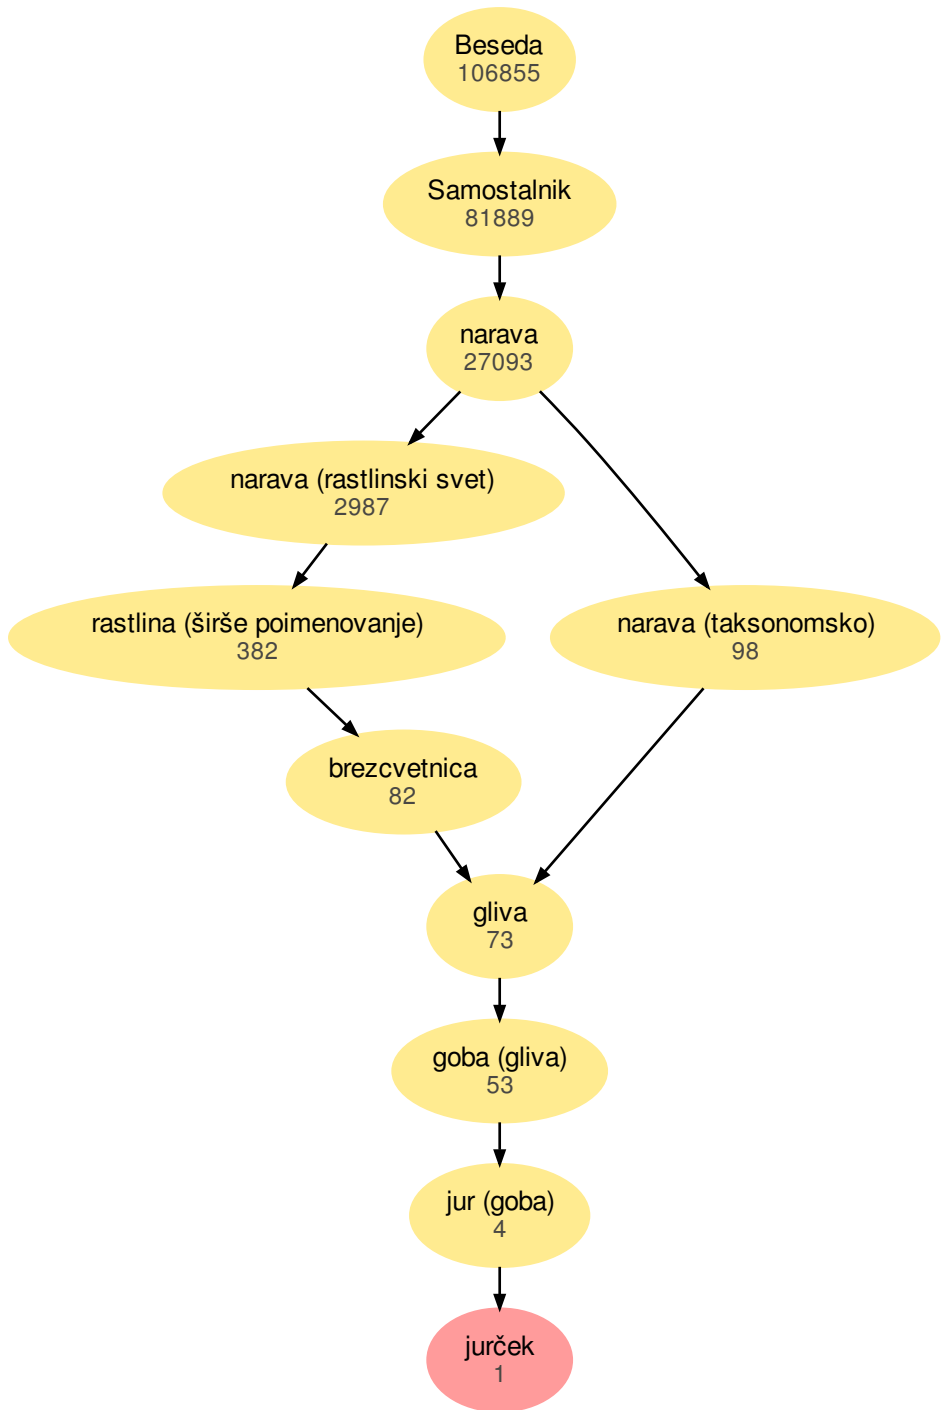 Beseda
106855
Samostalnik
81889
narava
27093
narava (rastlinski svet)
2987
rastlina (širše poimenovanje)
382
narava (taksonomsko)
98
brezcvetnica
82
gliva
73
goba (gliva)
53
jur (goba)
4
jurček
1